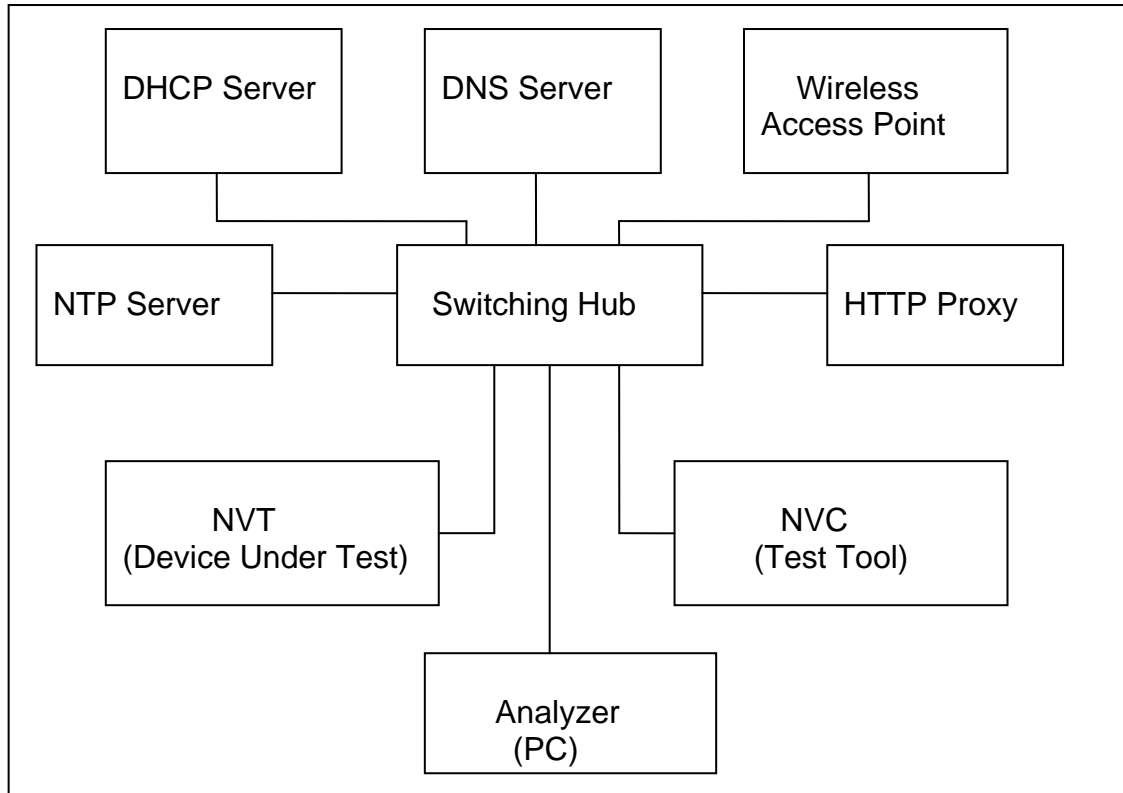 DHCP Server
DNS Server
Wireless
Access Point
NTP Server
Switching Hub
HTTP Proxy
NVT
(Device Under Test)
NVC
(Test Tool)
Analyzer
(PC)